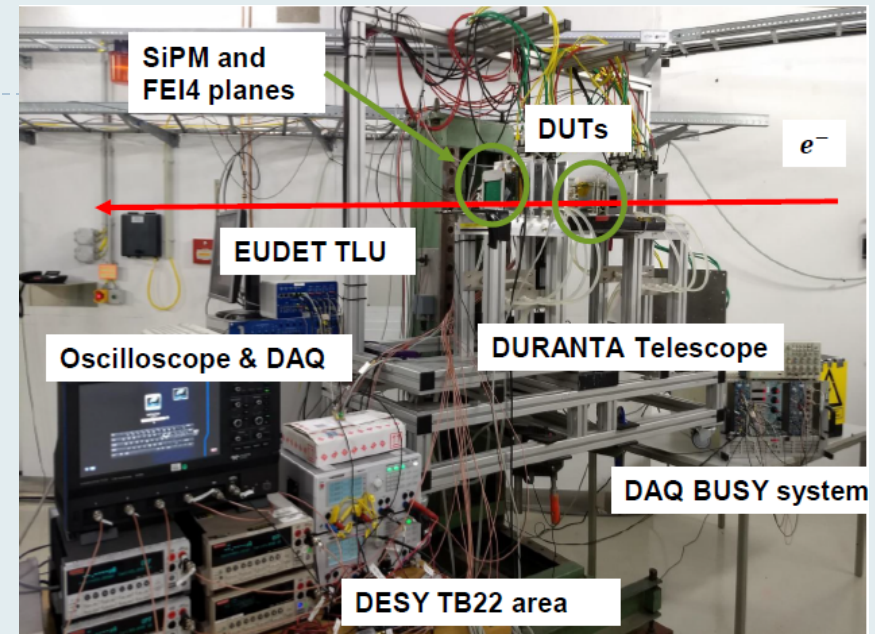 SiPM and
FEI4 planes
DUTs
e⁻
EUDET TLU
Oscilloscope & DAQ
DURANTA Telescope
DAQ BUSY system
DESY TB22 area